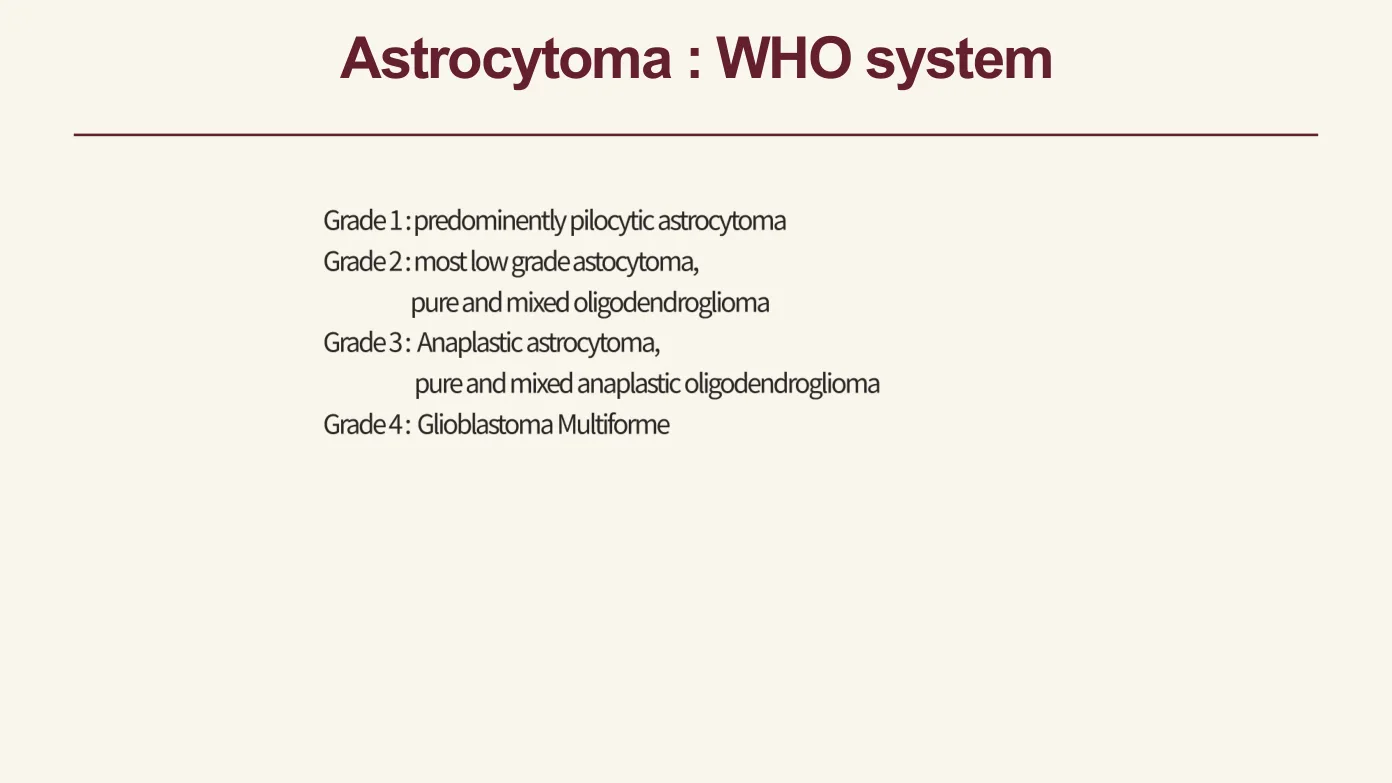 Astrocytoma : WHO system
Grade 1 : predominently pilocytic astrocytoma
Grade 2 : most low grade astocytoma,
pure and mixed oligodendroglioma
Grade 3 : Anaplastic astrocytoma,
pure and mixed anaplastic oligodendroglioma
Grade 4 : Glioblastoma Multiforme